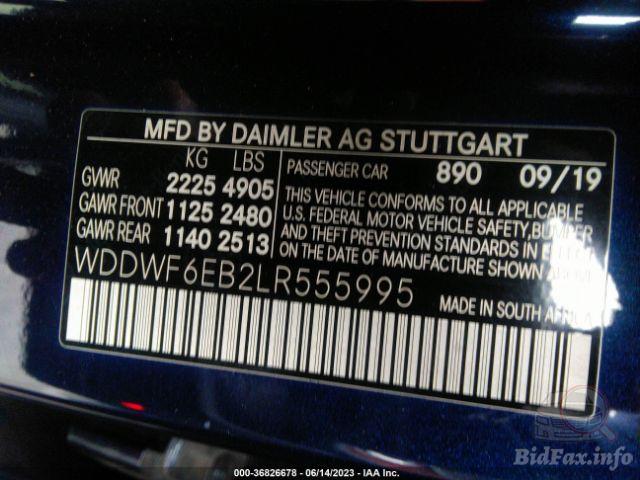 MFD BY DAIMLER AG STUTTGART
KG LBS
GVWR 2225 4905
GAWR FRONT 1125 2480
GAWR REAR 1140 2513
PASSENGER CAR 890 09/19
THIS VEHICLE CONFORMS TO ALL APPLICABLE
U.S. FEDERAL MOTOR VEHICLE SAFETY, BUMPER
AND THEFT PREVENTION STANDARDS IN EFFECT
ON THE DATE OF MANUFACTURE SHOWN ABOVE.
WDDWF6EB2LR555995
MADE IN SOUTH AFRICA
BidFax.info
000-36826678 - 06/14/2023 - IAA Inc.